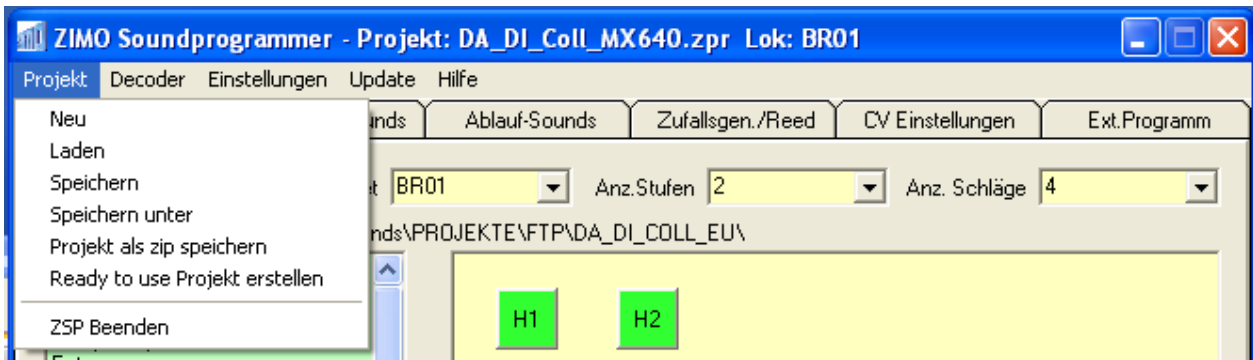 ZIMO Soundprogrammer - Projekt: DA_DI_Coll_MX640.zpr Lok: BR01
Projekt Decoder Einstellungen Update Hilfe
Neu
Laden
Speichern
Speichern unter
Projekt als zip speichern
Ready to use Projekt erstellen
ZSP Beenden
Ablauf-Sounds Zufallsgen./Reed CV Einstellungen Ext.Programm
BR01 Anz.Stufen 2 Anz. Schläge 4
\PROJEKTE\FTP\DA_DI_COLL_EU\
H1 H2